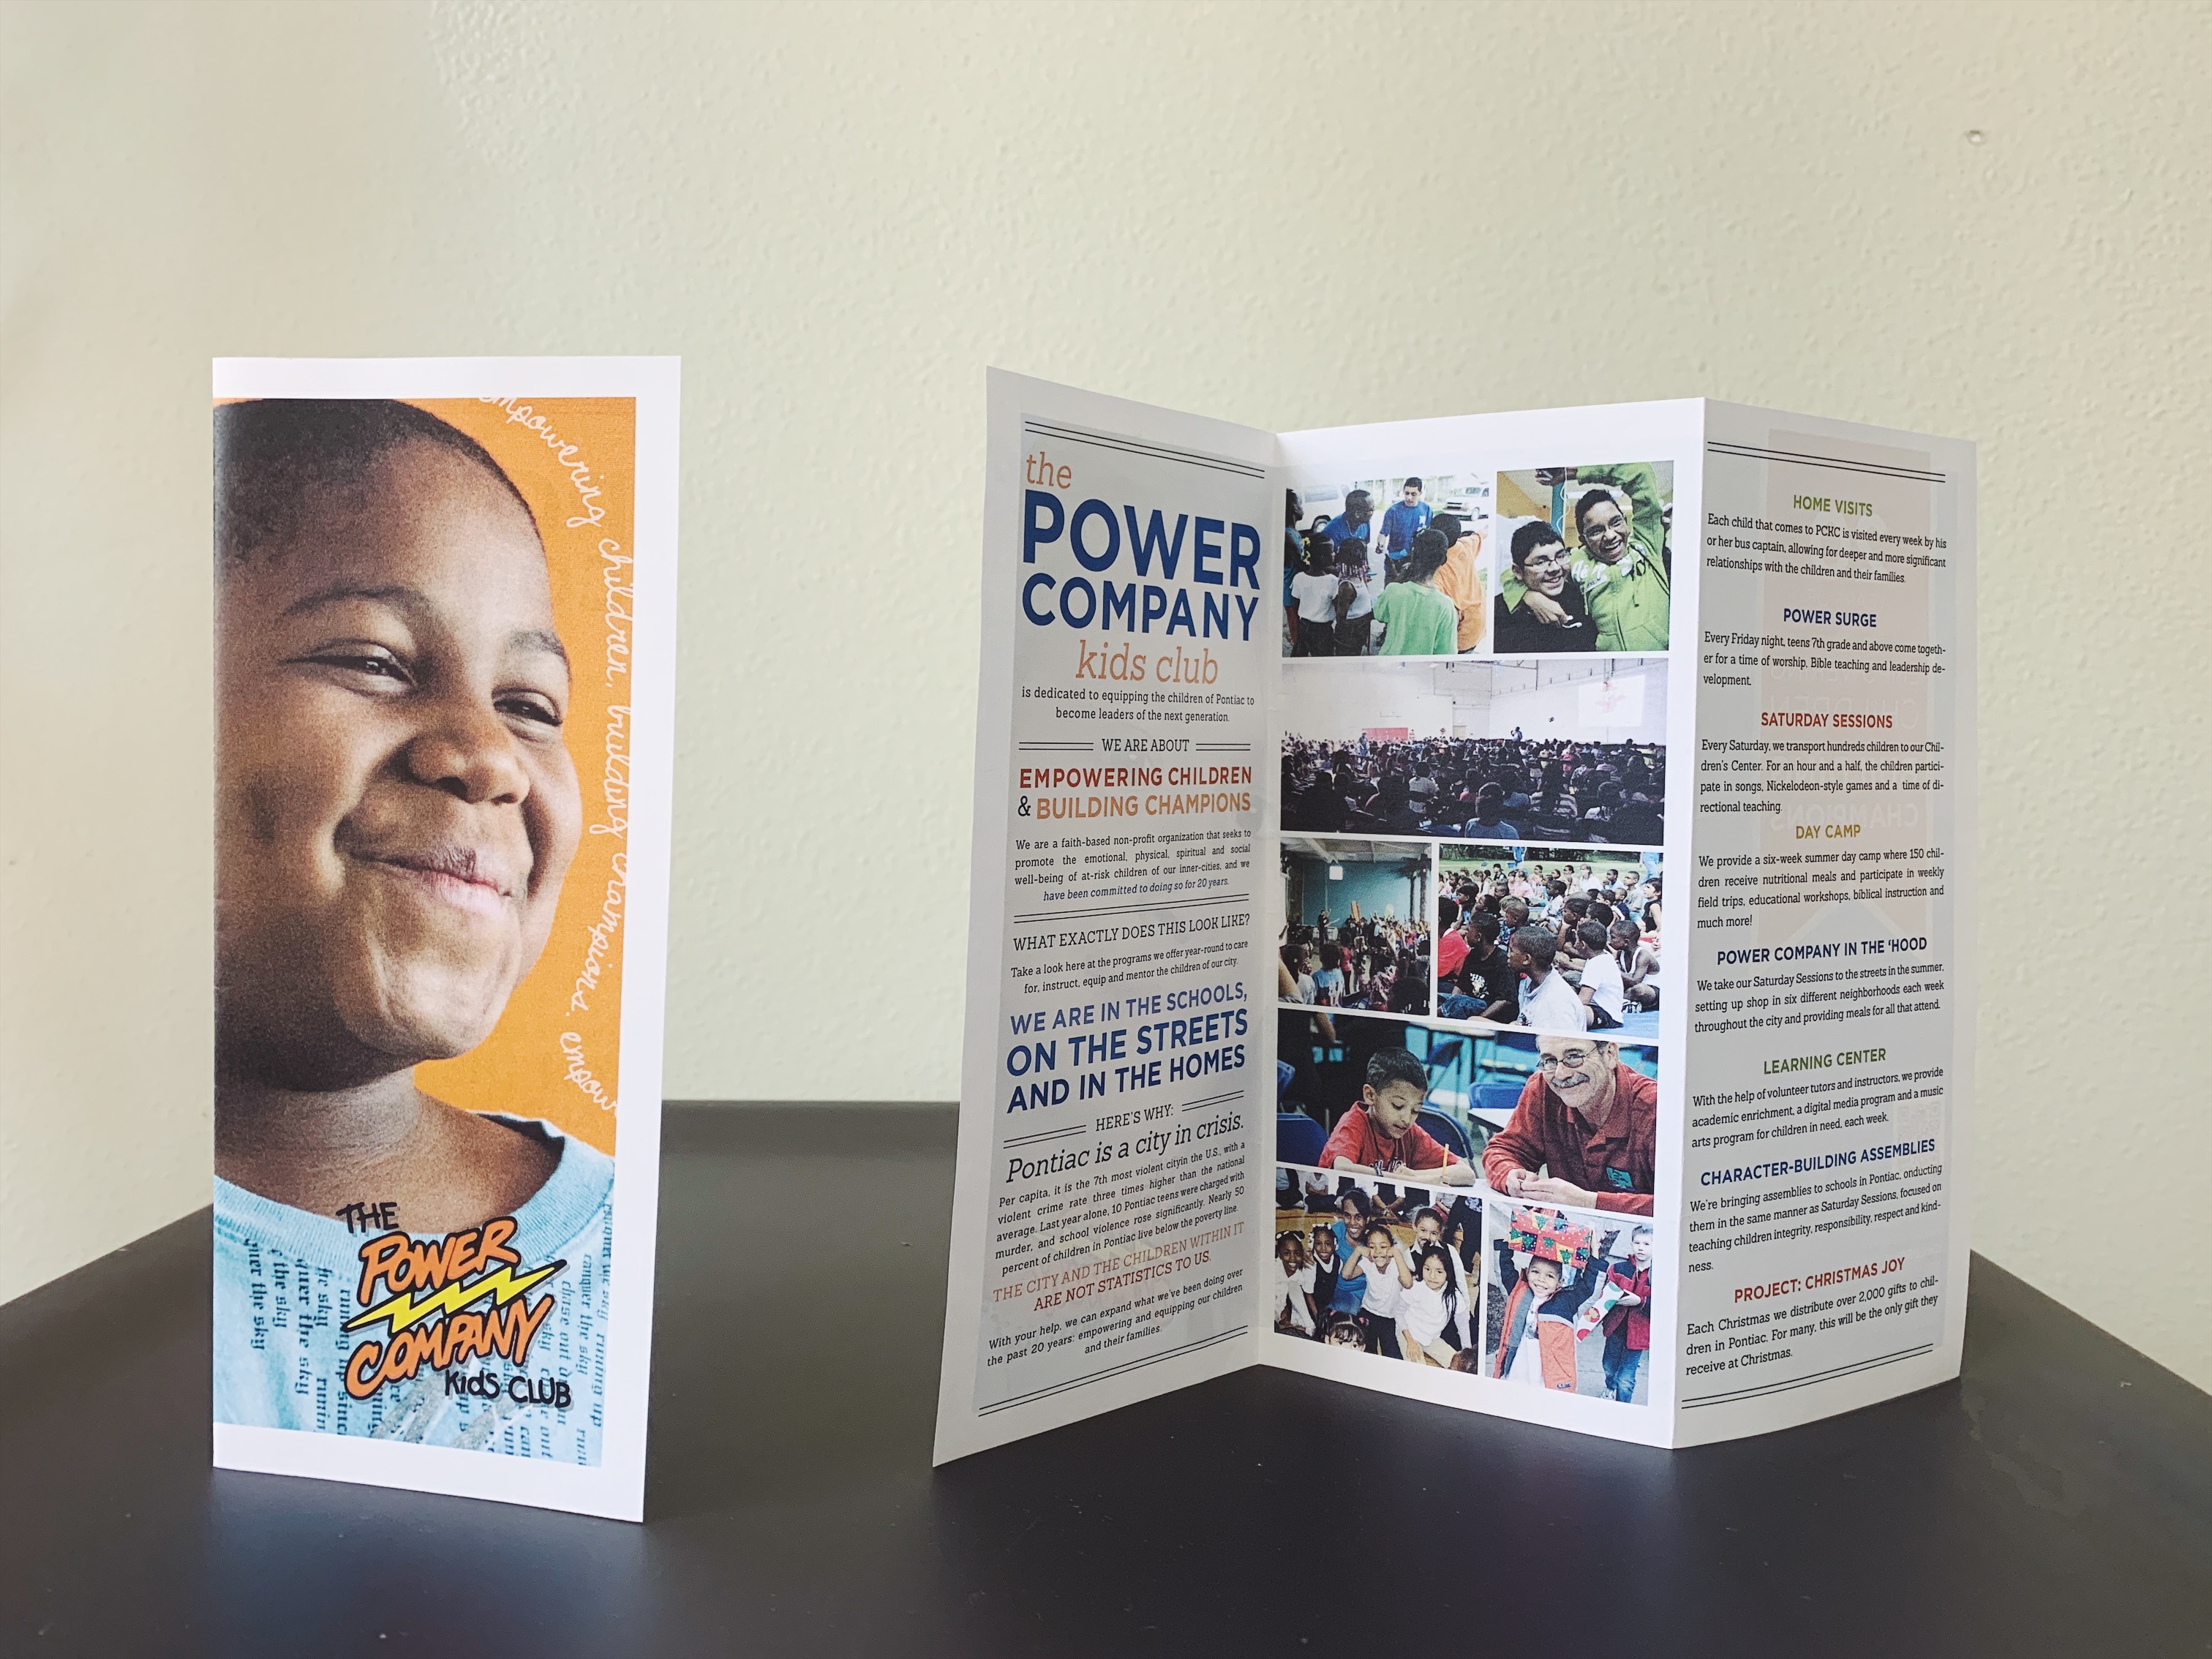 empowering children, building champions. empow
THE
POWER
COMPANY
KidS CLUB
the
POWER
COMPANY
kids club
is dedicated to equipping the children of Pontiac to
become leaders of the next generation.
WE ARE ABOUT
EMPOWERING CHILDREN
& BUILDING CHAMPIONS
We are a faith-based non-profit organization that seeks to
promote the emotional, physical, spiritual and social
well-being of at-risk children of our inner-cities, and we
have been committed to doing so for 20 years.
WHAT EXACTLY DOES THIS LOOK LIKE?
Take a look here at the programs we offer year-round to care
for, instruct, equip and mentor the children of our city.
WE ARE IN THE SCHOOLS,
ON THE STREETS
AND IN THE HOMES
HERE'S WHY:
Pontiac is a city in crisis.
Per capita, it is the 7th most violent cityin the U.S., with a
violent crime rate three times higher than the national
average. Last year alone, 10 Pontiac teens were charged with
murder, and school violence rose significantly. Nearly 50
percent of children in Pontiac live below the poverty line.
THE CITY AND THE CHILDREN WITHIN IT
ARE NOT STATISTICS TO US.
With your help, we can expand what we've been doing over
the past 20 years: empowering and equipping our children
and their families.
HOME VISITS
Each child that comes to PCKC is visited every week by his
or her bus captain, allowing for deeper and more significant
relationships with the children and their families.
POWER SURGE
Every Friday night, teens 7th grade and above come togeth-
er for a time of worship, Bible teaching and leadership de-
velopment.
SATURDAY SESSIONS
Every Saturday, we transport hundreds children to our Chil-
dren's Center. For an hour and a half, the children partici-
pate in songs, Nickelodeon-style games and a time of di-
rectional teaching.
DAY CAMP
We provide a six-week summer day camp where 150 chil-
dren receive nutritional meals and participate in weekly
field trips, educational workshops, biblical instruction and
much more!
POWER COMPANY IN THE 'HOOD
We take our Saturday Sessions to the streets in the summer,
setting up shop in six different neighborhoods each week
throughout the city and providing meals for all that attend.
LEARNING CENTER
With the help of volunteer tutors and instructors, we provide
academic enrichment, a digital media program and a music
arts program for children in need, each week.
CHARACTER-BUILDING ASSEMBLIES
We're bringing assemblies to schools in Pontiac, onducting
them in the same manner as Saturday Sessions, focused on
teaching children integrity, responsibility, respect and kind-
ness.
PROJECT: CHRISTMAS JOY
Each Christmas we distribute over 2,000 gifts to chil-
dren in Pontiac. For many, this will be the only gift they
receive at Christmas.